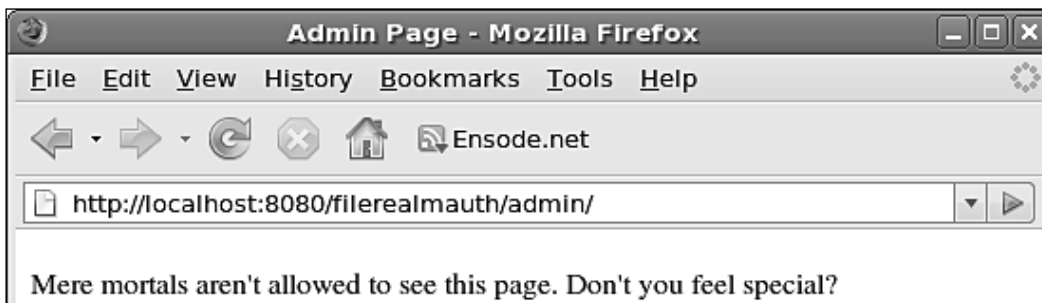 Admin Page - Mozilla Firefox
File Edit View History Bookmarks Tools Help
Ensode.net
http://localhost:8080/filerealmauth/admin/
Mere mortals aren't allowed to see this page. Don't you feel special?